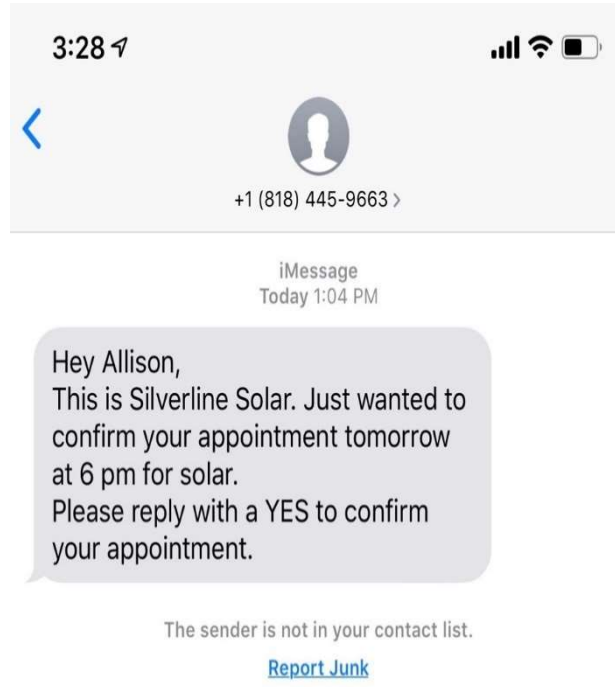 3:28
+1 (818) 445-9663 >
iMessage
Today 1:04 PM
Hey Allison,
This is Silverline Solar. Just wanted to
confirm your appointment tomorrow
at 6 pm for solar.
Please reply with a YES to confirm
your appointment.
The sender is not in your contact list.
Report Junk